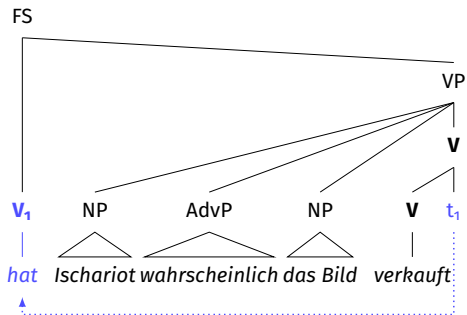 FS
VP
V
V₁ NP AdvP NP V t₁
hat Ischariot wahrscheinlich das Bild verkauft